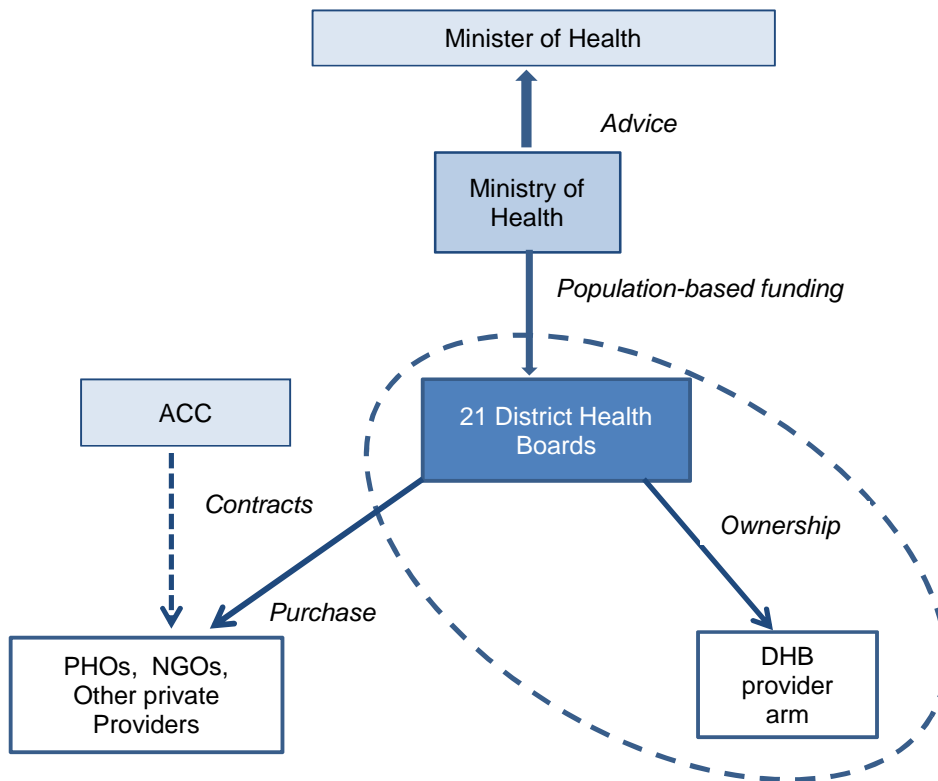 Minister of Health
Advice
Ministry of
Health
Population-based funding
ACC
21 District Health
Boards
Contracts
Ownership
Purchase
PHOs, NGOs,
Other private
Providers
DHB
provider
arm